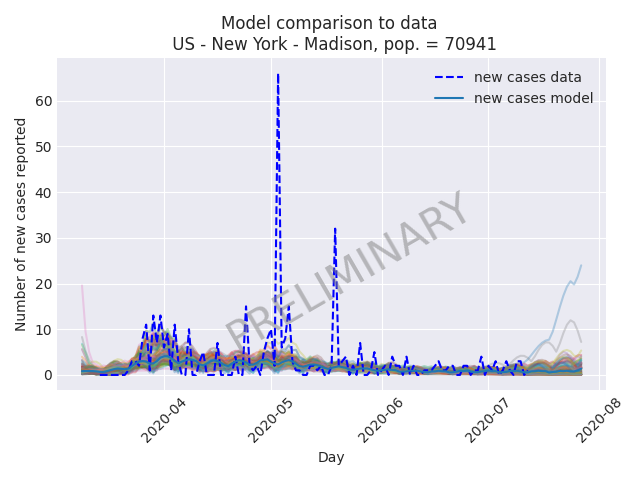 Model comparison to data
US - New York - Madison, pop. = 70941
new cases data
new cases model
Number of new cases reported
60
50
40
30
20
10
0
PRELIMINARY
2020-04
2020-05
2020-06
2020-07
2020-08
Day